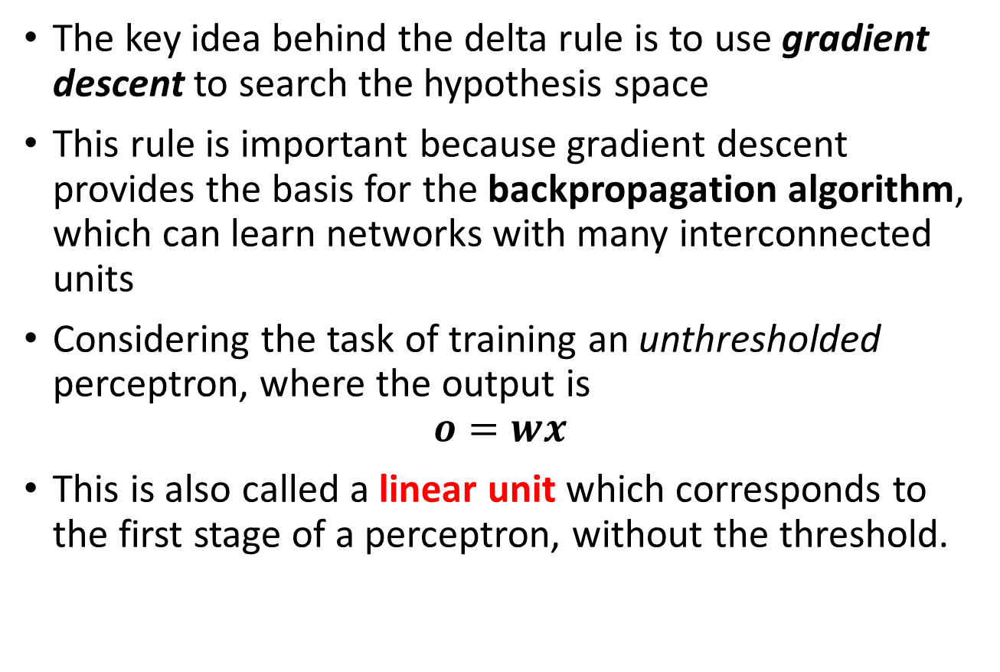 • The key idea behind the delta rule is to use gradient
descent to search the hypothesis space
• This rule is important because gradient descent
provides the basis for the backpropagation algorithm,
which can learn networks with many interconnected
units
• Considering the task of training an unthresholded
perceptron, where the output is
o = wx
• This is also called a linear unit which corresponds to
the first stage of a perceptron, without the threshold.